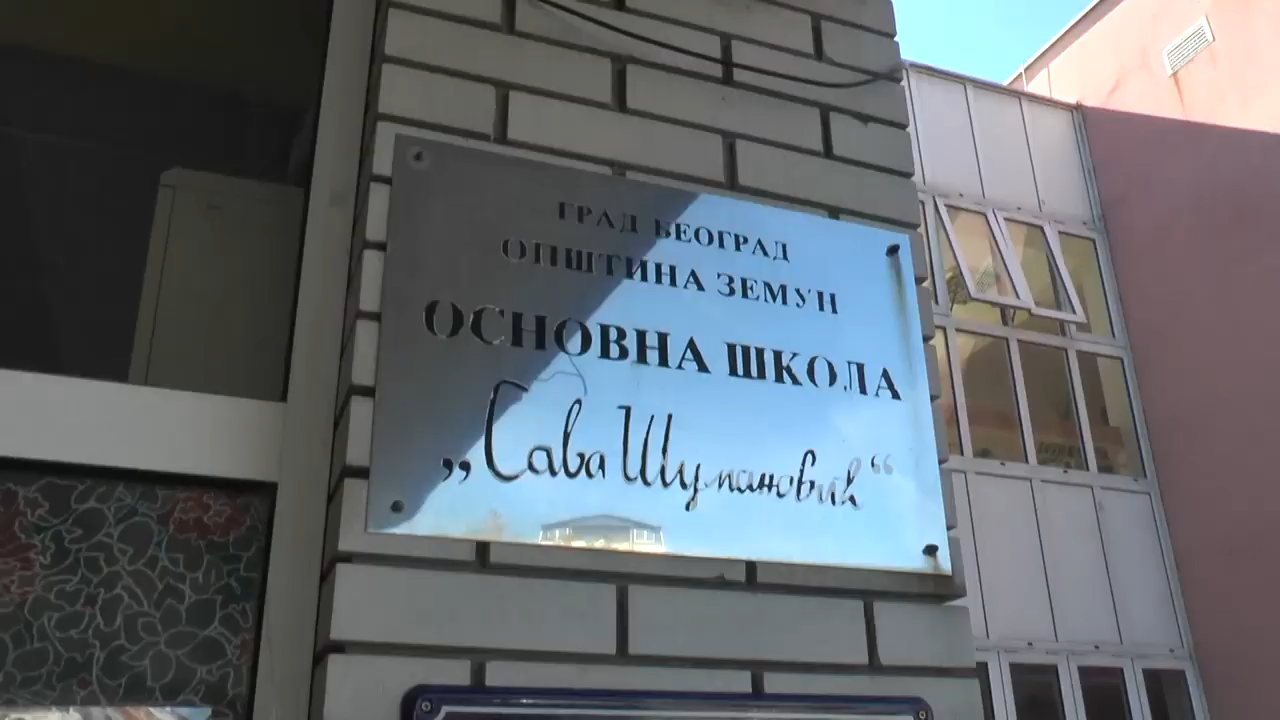 ГРАД БЕОГРАД
ОПШТИНА ЗЕМУН
ОСНОВНА ШКОЛА
„Сава Шумановић“